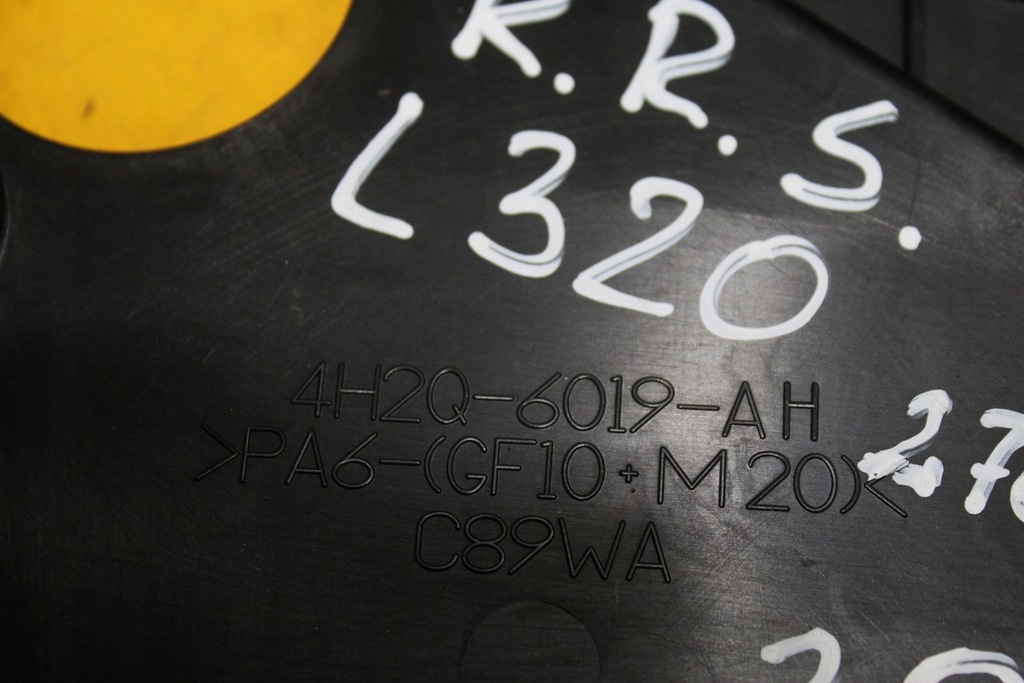 R.R.S.
L320
4H2Q-6019-AH
>PA6-(GF10+M20)<
C89WA